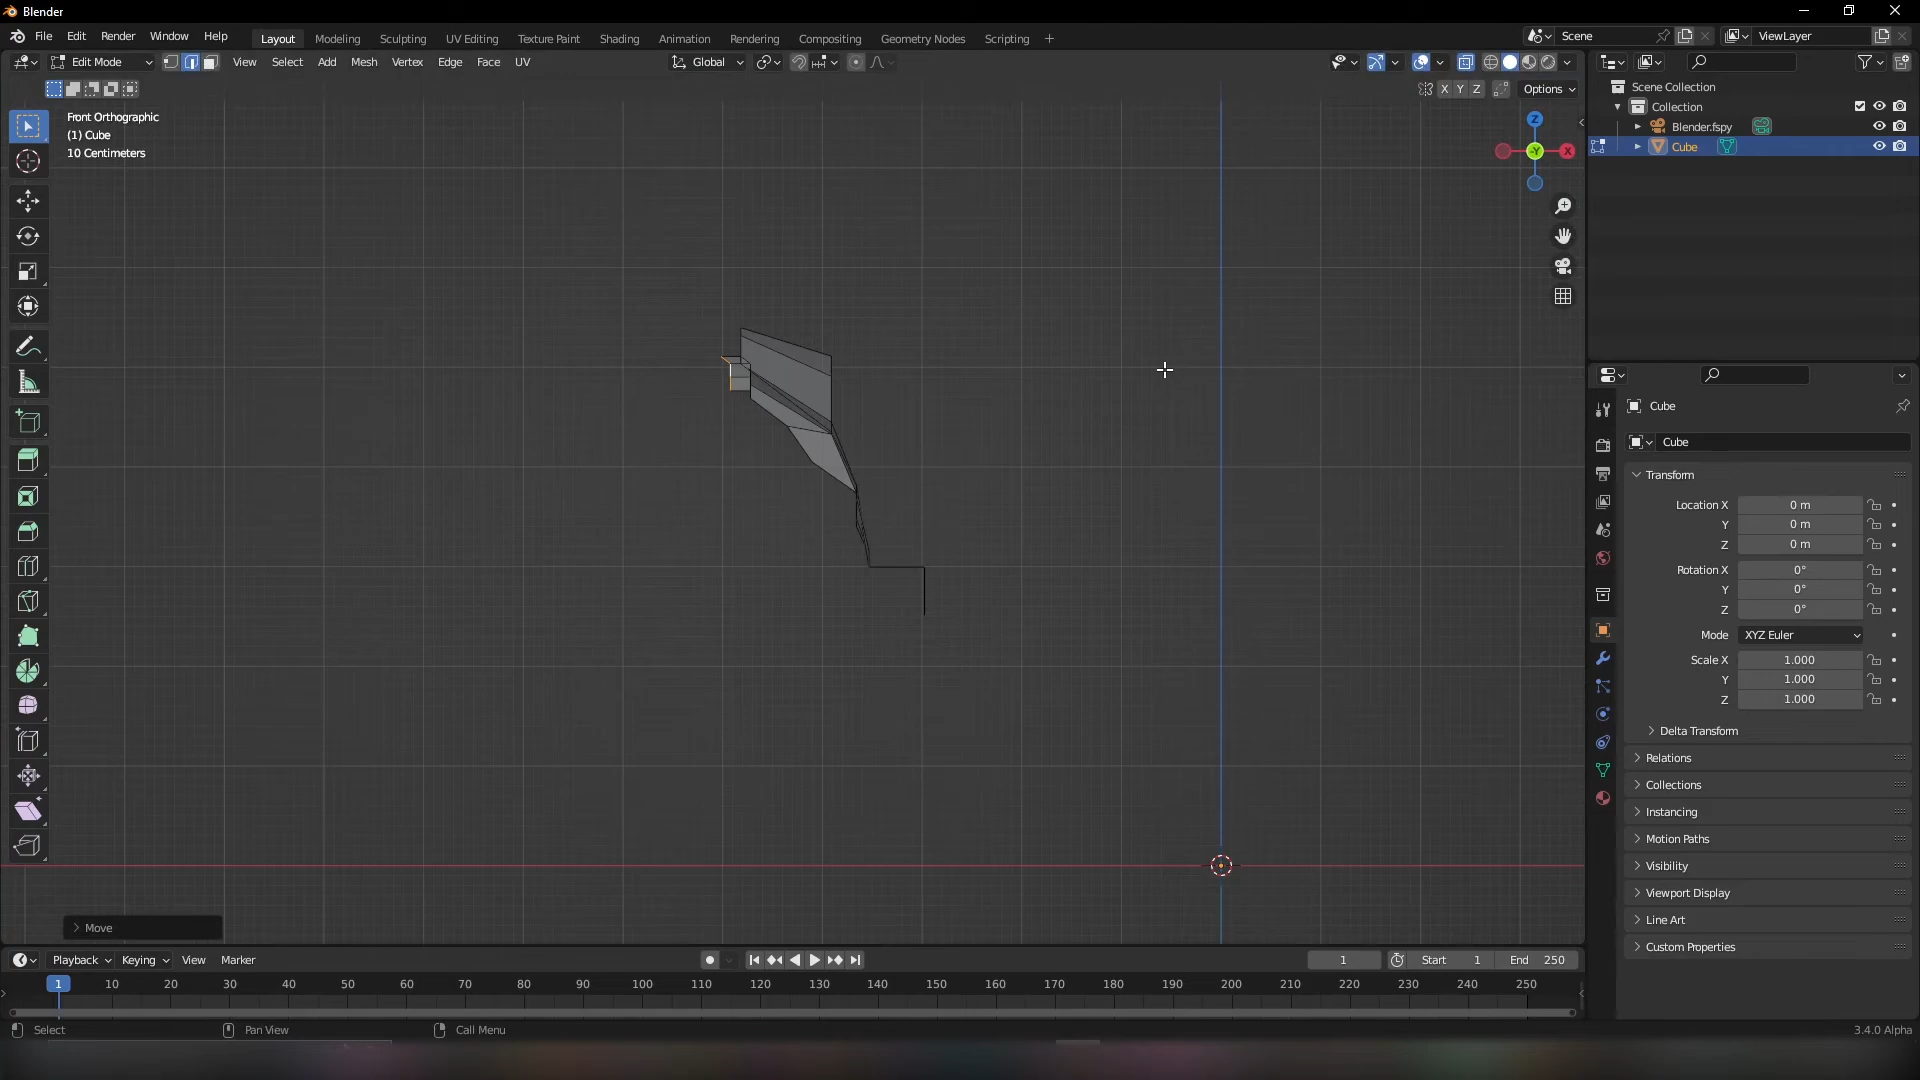 Blender
File Edit Render Window Help
Layout Modeling Sculpting UV Editing Texture Paint Shading Animation Rendering Compositing Geometry Nodes Scripting +
Scene
ViewLayer
Edit Mode
View Select Add Mesh Vertex Edge Face UV
Global
X Y Z
Options
Front Orthographic
(1) Cube
10 Centimeters
Z
-Y
X
Scene Collection
Collection
Blender.fspy
Cube
Cube
Cube
Transform
Location X 0 m
Y 0 m
Z 0 m
Rotation X 0°
Y 0°
Z 0°
Mode XYZ Euler
Scale X 1.000
Y 1.000
Z 1.000
Delta Transform
Relations
Collections
Instancing
Motion Paths
Visibility
Viewport Display
Line Art
Custom Properties
Move
Playback Keying View Marker
1 Start 1 End 250
1 10 20 30 40 50 60 70 80 90 100 110 120 130 140 150 160 170 180 190 200 210 220 230 240 250
Select Pan View Call Menu
3.4.0 Alpha